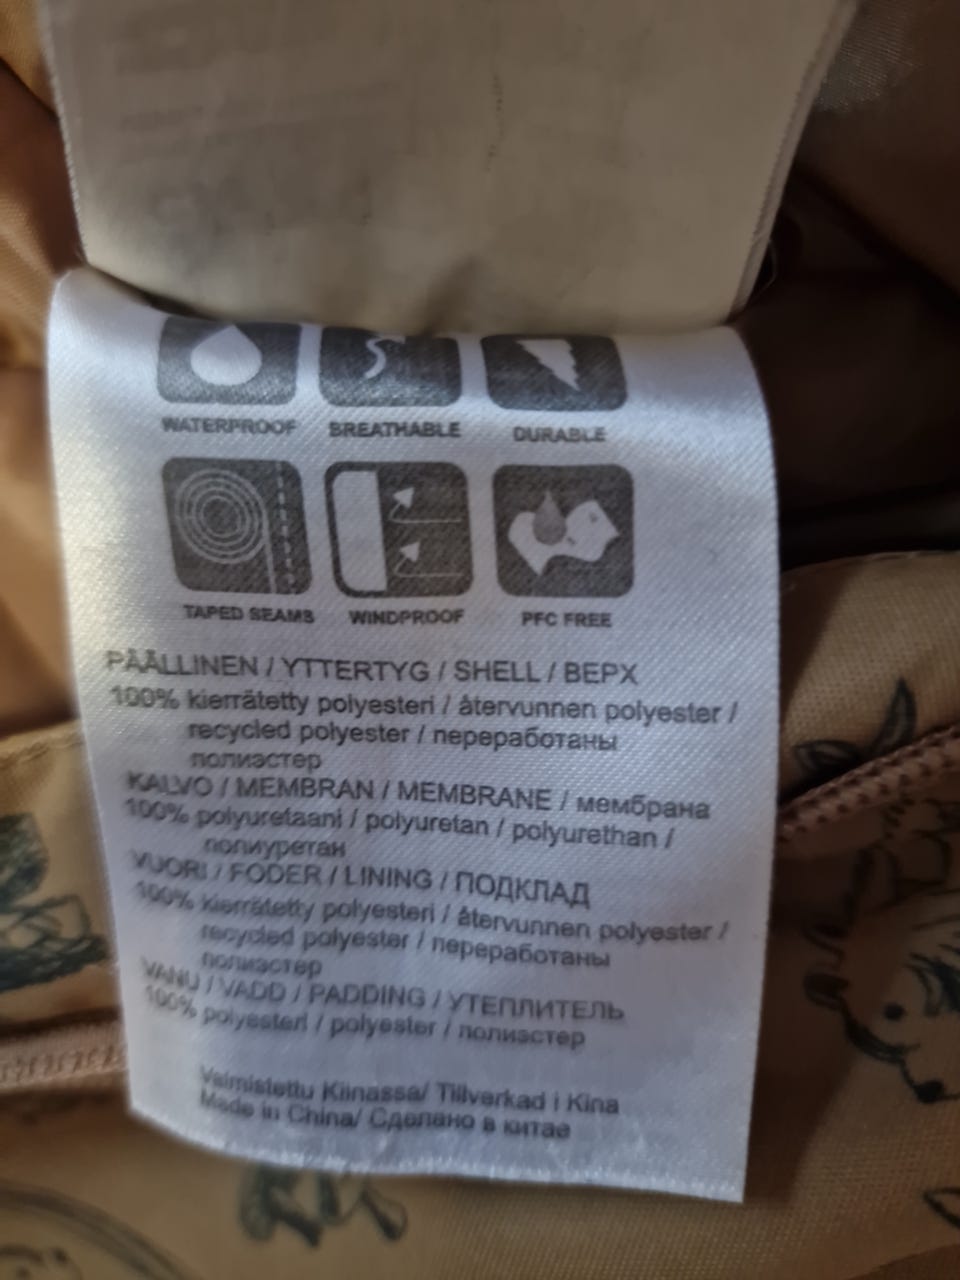 WATERPROOF BREATHABLE DURABLE
TAPED SEAMS WINDPROOF PFC FREE
PÄÄLLINEN / YTTERTYG / SHELL / ВЕРХ
100% kierrätetty polyesteri / återvunnen polyester /
recycled polyester / переработаны
полиэстер
KALVO / MEMBRAN / MEMBRANE / мембрана
100% polyuretaani / polyuretan / polyurethan /
полиуретан
VUORI / FODER / LINING / ПОДКЛАД
100% kierrätetty polyesteri / återvunnen polyester /
recycled polyester / переработаны
полиэстер
VANU / VADD / PADDING / УТЕПЛИТЕЛЬ
100% polyesteri / polyester / полиэстер
Valmistettu Kiinassa/ Tillverkad i Kina
Made in China/ Сделано в китае